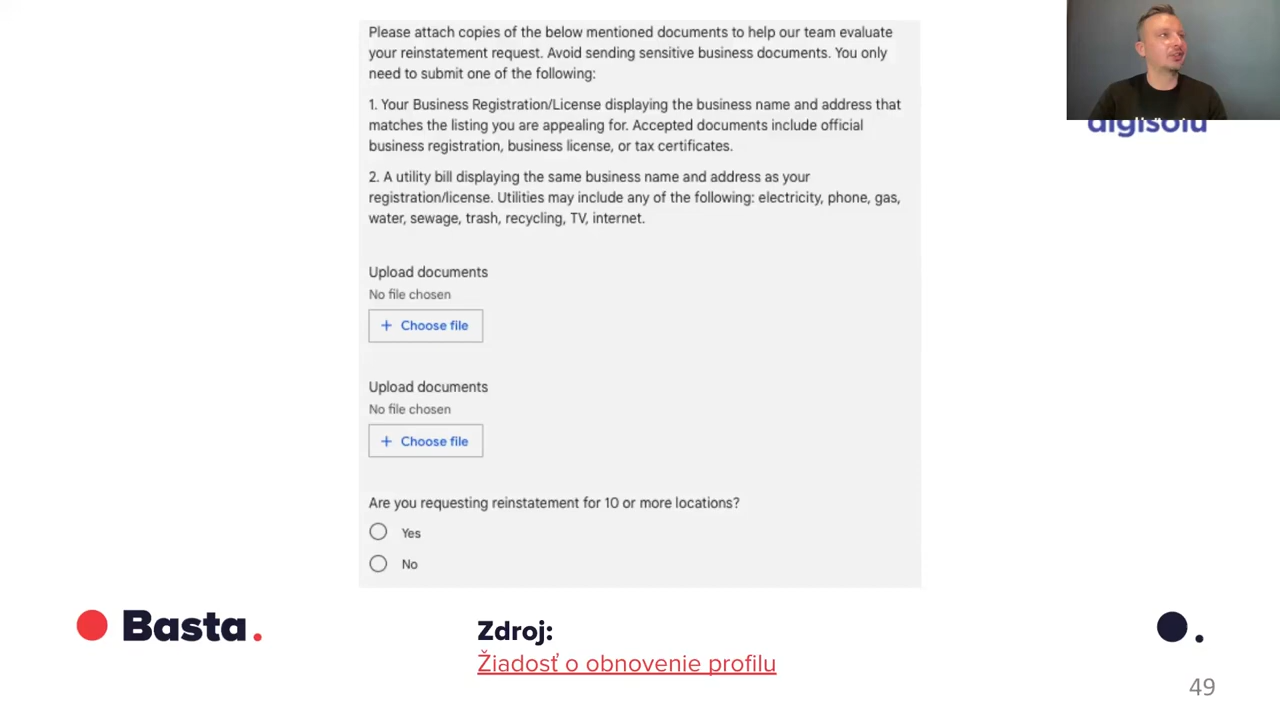 Please attach copies of the below mentioned documents to help our team evaluate
your reinstatement request. Avoid sending sensitive business documents. You only
need to submit one of the following:
1. Your Business Registration/License displaying the business name and address that
matches the listing you are appealing for. Accepted documents include official
business registration, business license, or tax certificates.
2. A utility bill displaying the same business name and address as your
registration/license. Utilities may include any of the following: electricity, phone, gas,
water, sewage, trash, recycling, TV, internet.
Upload documents
No file chosen
+ Choose file
Upload documents
No file chosen
+ Choose file
Are you requesting reinstatement for 10 or more locations?
Yes
No
digisolu
Basta.
Zdroj:
Žiadosť o obnovenie profilu
49